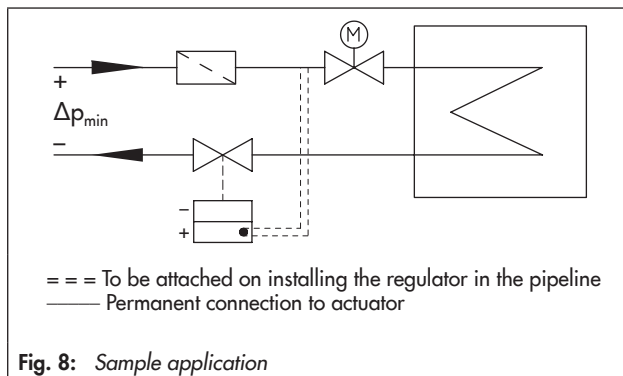 M
+
Δpmin
–
–
+
= = = To be attached on installing the regulator in the pipeline
—— Permanent connection to actuator
Fig. 8: Sample application